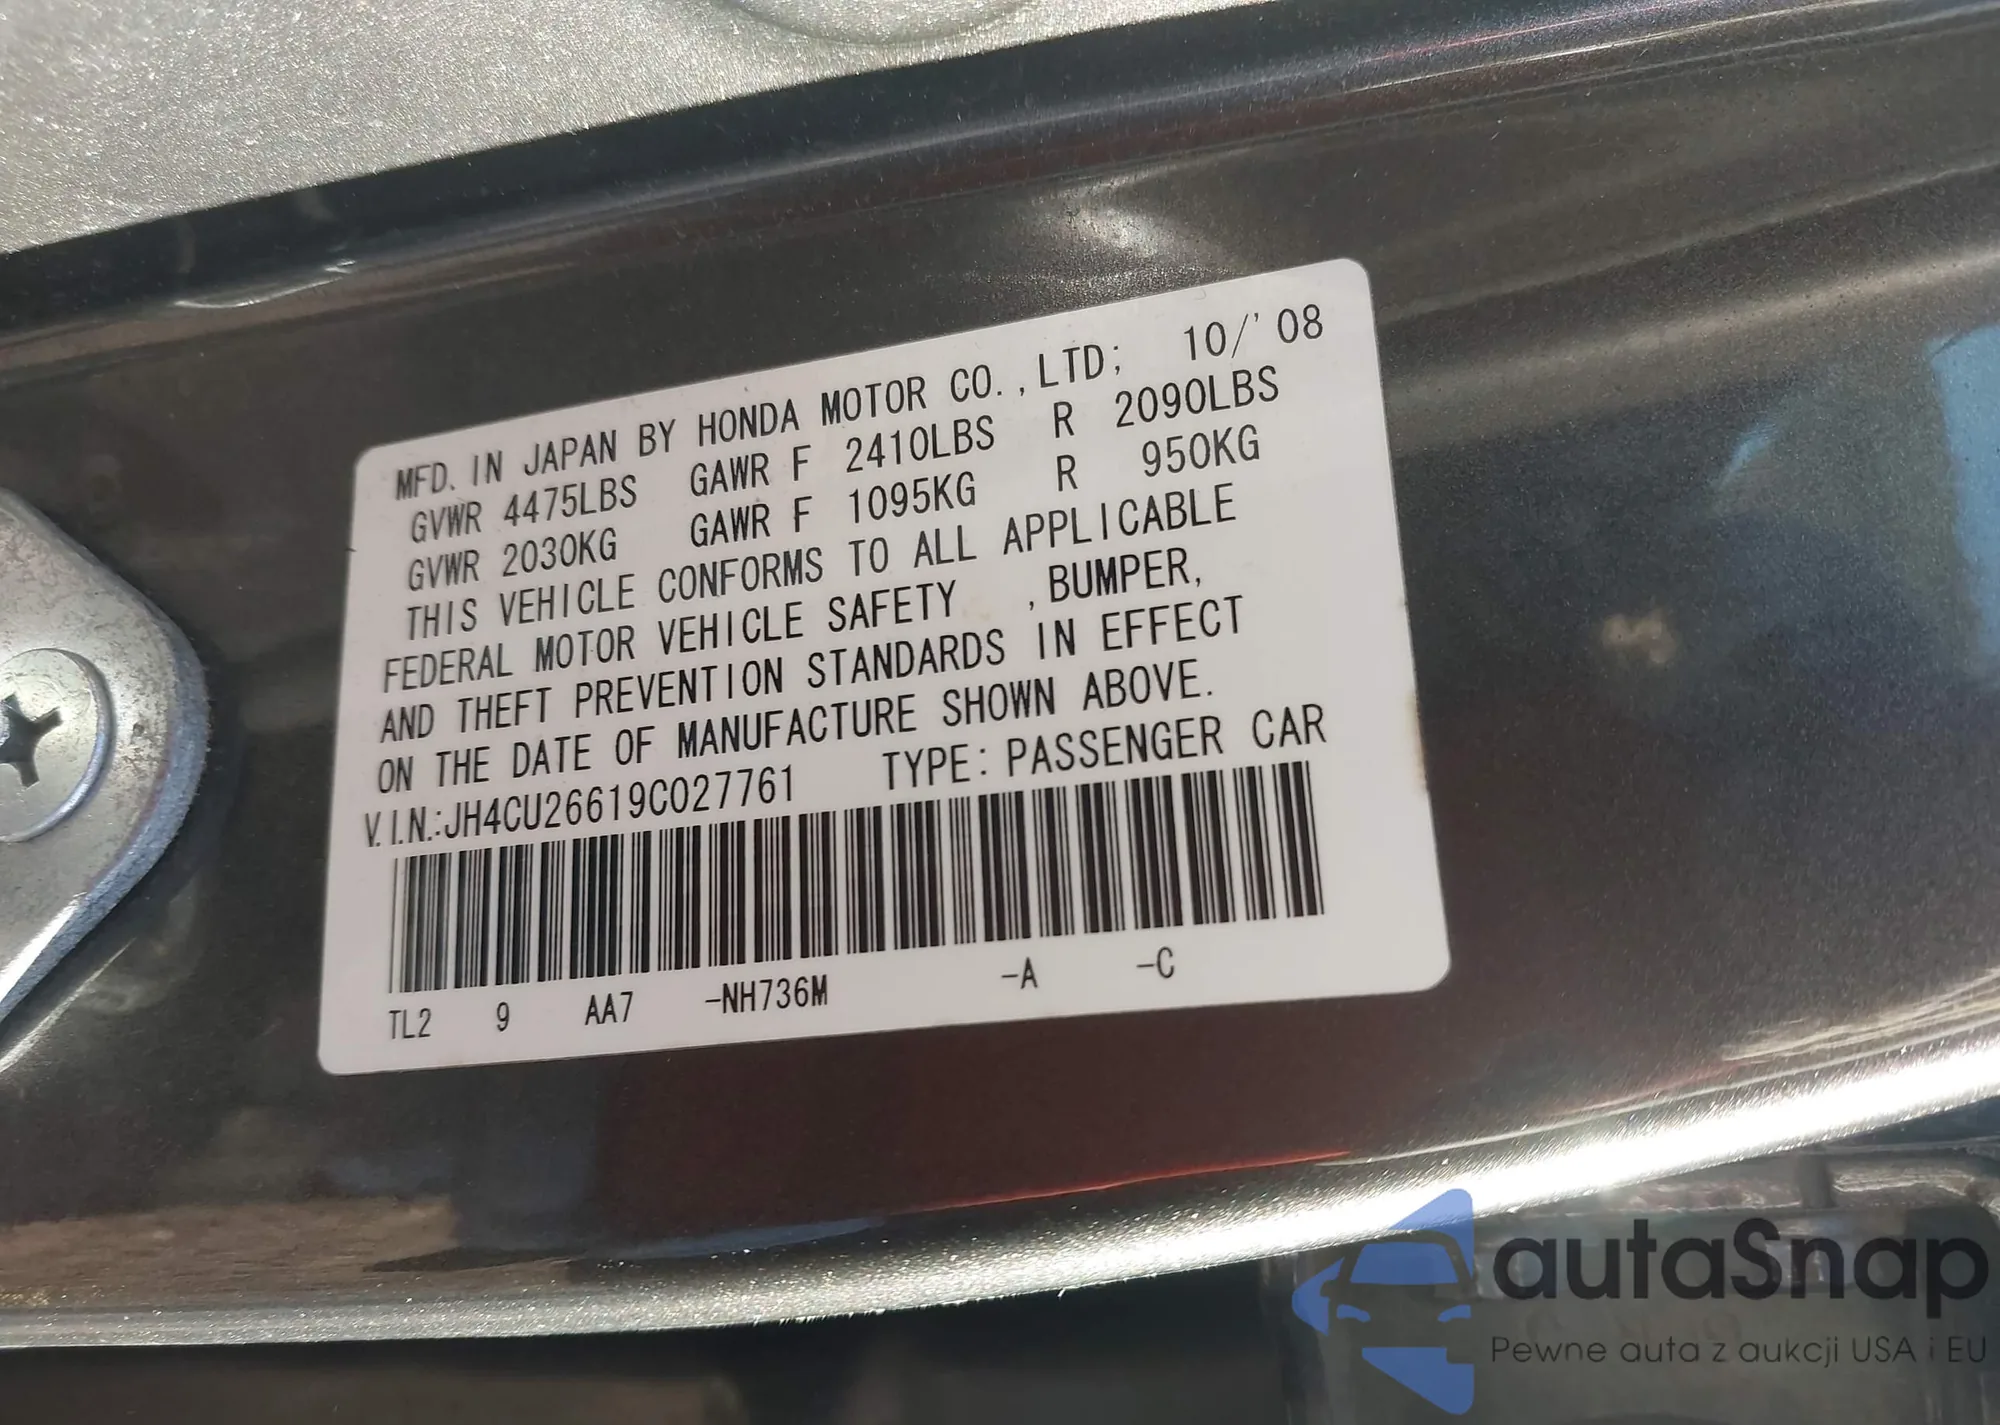 MFD. IN JAPAN BY HONDA MOTOR CO.,LTD; 10/'08
GVWR 4475LBS GAWR F 2410LBS R 2090LBS
GVWR 2030KG GAWR F 1095KG R 950KG
THIS VEHICLE CONFORMS TO ALL APPLICABLE
FEDERAL MOTOR VEHICLE SAFETY ,BUMPER,
AND THEFT PREVENTION STANDARDS IN EFFECT
ON THE DATE OF MANUFACTURE SHOWN ABOVE.
V.I.N.:JH4CU26619C027761 TYPE: PASSENGER CAR
TL2 9 AA7 -NH736M -A -C
autaSnap
Pewne auta z aukcji USA i EU